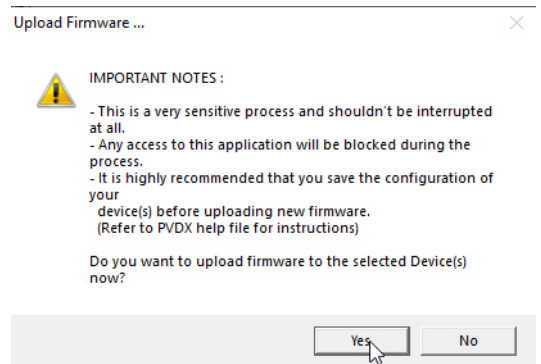 Upload Firmware ...
IMPORTANT NOTES :
- This is a very sensitive process and shouldn't be interrupted
at all.
- Any access to this application will be blocked during the
process.
- It is highly recommended that you save the configuration of
your
device(s) before uploading new firmware.
(Refer to PVDX help file for instructions)
Do you want to upload firmware to the selected Device(s)
now?
Yes
No